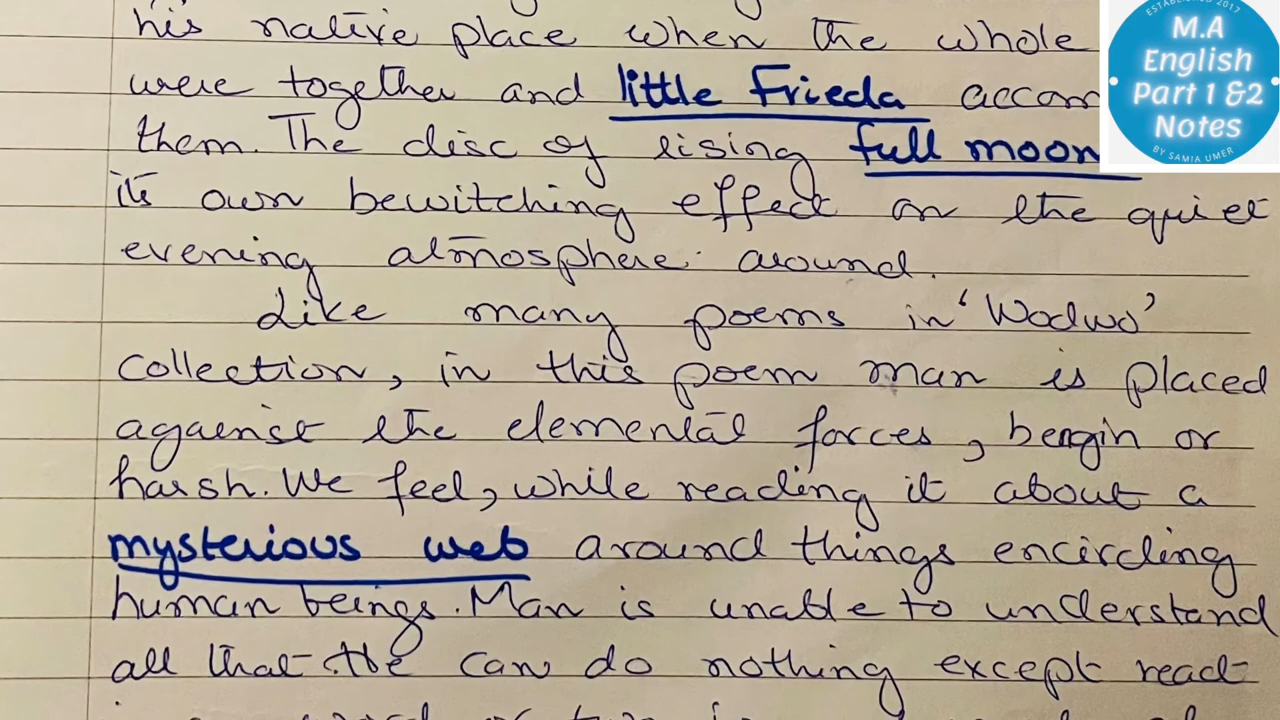 his native place when the whole
were together and little Frieda accom
them. The disc of rising full moon
its own bewitching effect on the quiet
evening atmosphere around.
Like many poems in 'Wodwo'
collection, in this poem man is placed
against the elemental forces, bengin or
harsh. We feel, while reading it about a
mysterious web around things encircling
human beings. Man is unable to understand
all that. He can do nothing except react
ESTABLISHED 2017
M.A
English
Part 1 &2
Notes
BY SAMIA UMER